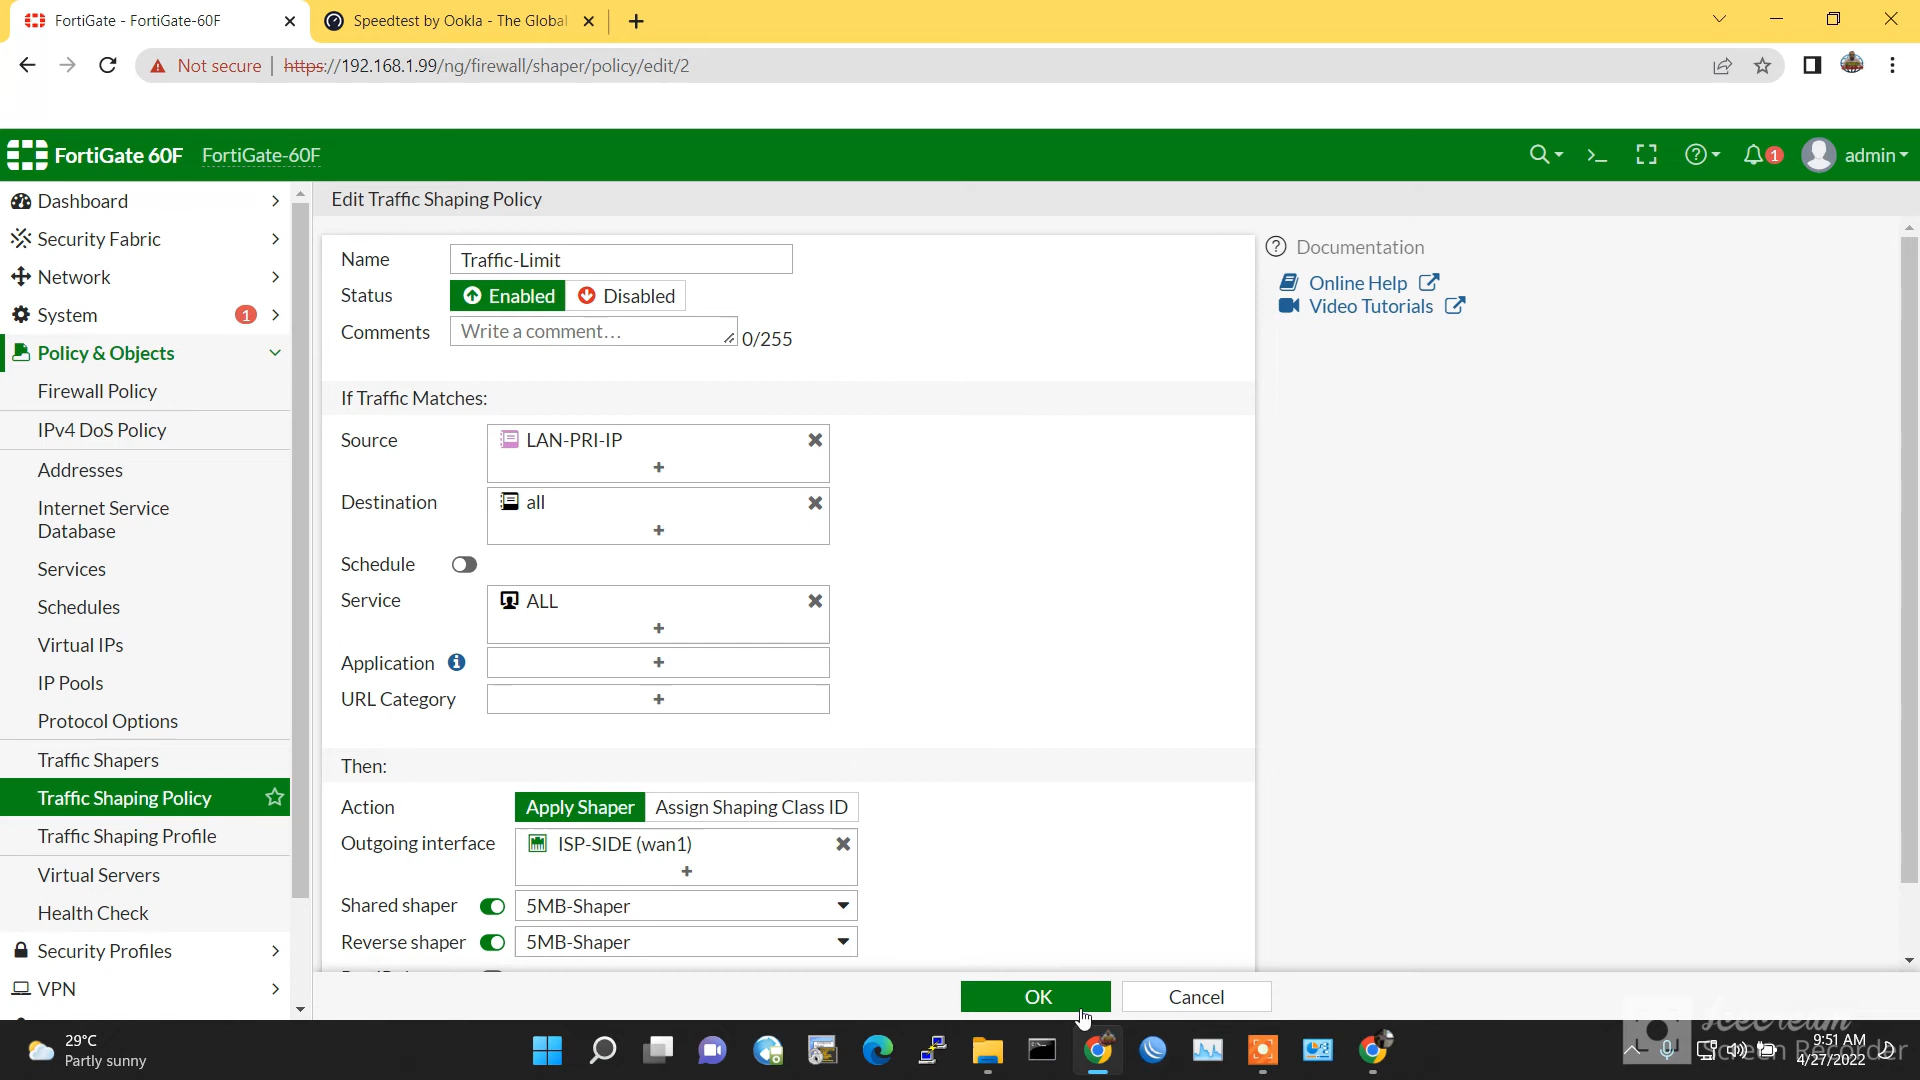 FortiGate - FortiGate-60F
Speedtest by Ookla - The Global
Not secure
https://192.168.1.99/ng/firewall/shaper/policy/edit/2
FortiGate 60F
FortiGate-60F
1
admin
Dashboard
Security Fabric
Network
System
1
Policy & Objects
Firewall Policy
IPv4 DoS Policy
Addresses
Internet Service
Database
Services
Schedules
Virtual IPs
IP Pools
Protocol Options
Traffic Shapers
Traffic Shaping Policy
Traffic Shaping Profile
Virtual Servers
Health Check
Security Profiles
VPN
Edit Traffic Shaping Policy
Name
Traffic-Limit
Status
Enabled
Disabled
Comments
Write a comment...
0/255
If Traffic Matches:
Source
LAN-PRI-IP
Destination
all
Schedule
Service
ALL
Application
URL Category
Then:
Action
Apply Shaper
Assign Shaping Class ID
Outgoing interface
ISP-SIDE (wan1)
Shared shaper
5MB-Shaper
Reverse shaper
5MB-Shaper
OK
Cancel
Documentation
Online Help
Video Tutorials
29°C
Partly sunny
Icecream
Screen Recorder
9:51 AM
4/27/2022